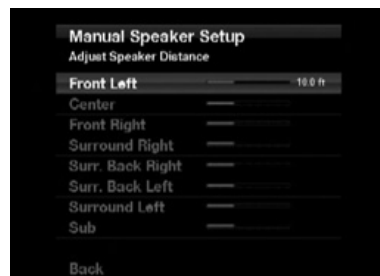 Manual Speaker Setup
Adjust Speaker Distance
Front Left 10.0 ft
Center
Front Right
Surround Right
Surr. Back Right
Surr. Back Left
Surround Left
Sub
Back